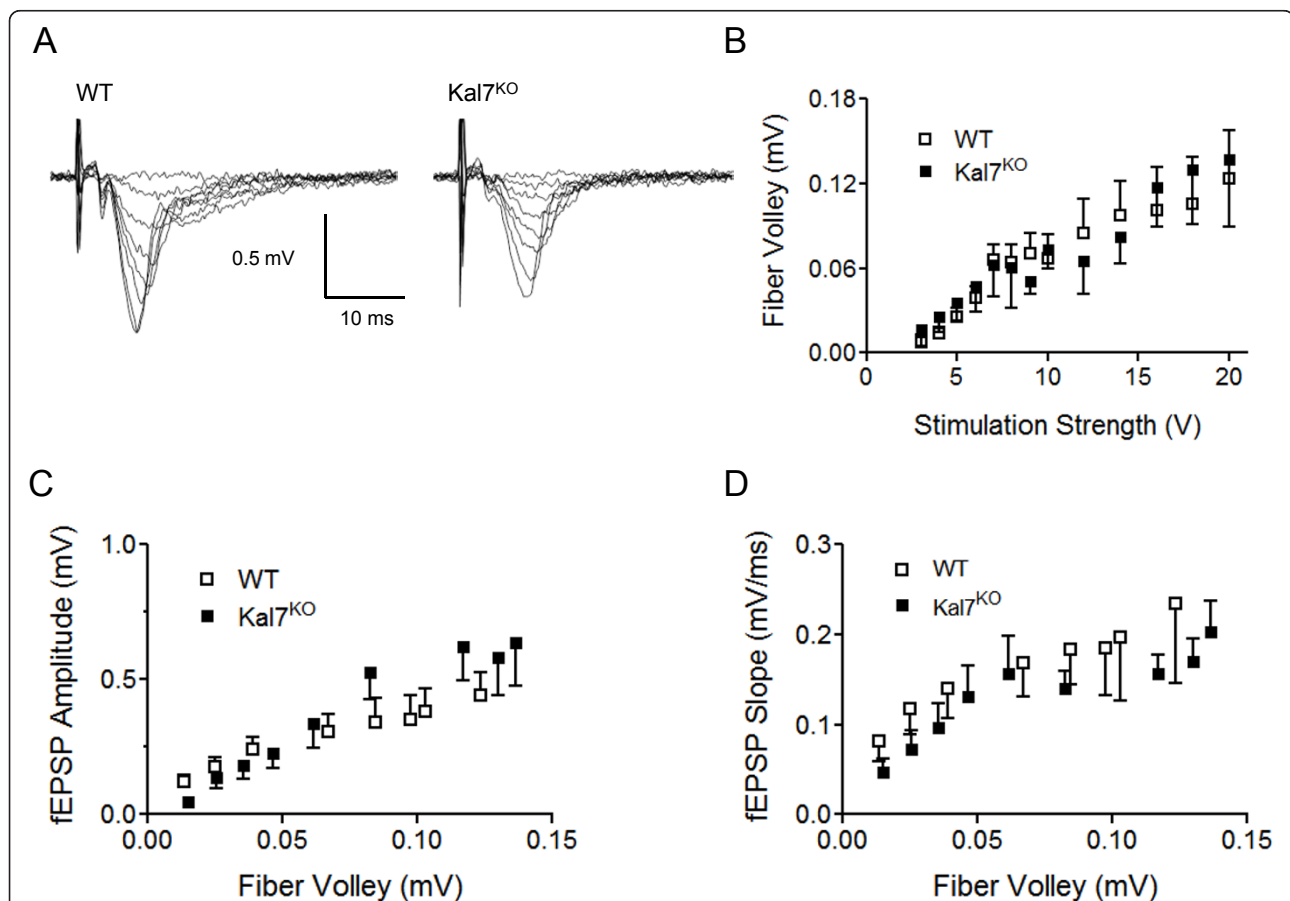 A
WT
Kal7KO
0.5 mV
10 ms
B
0.18
0.12
0.06
0.00
Fiber Volley (mV)
WT
Kal7KO
0
5
10
15
20
Stimulation Strength (V)
C
1.0
0.5
0.0
fEPSP Amplitude (mV)
WT
Kal7KO
0.00
0.05
0.10
0.15
Fiber Volley (mV)
D
0.3
0.2
0.1
0.0
fEPSP Slope (mV/ms)
WT
Kal7KO
0.00
0.05
0.10
0.15
Fiber Volley (mV)